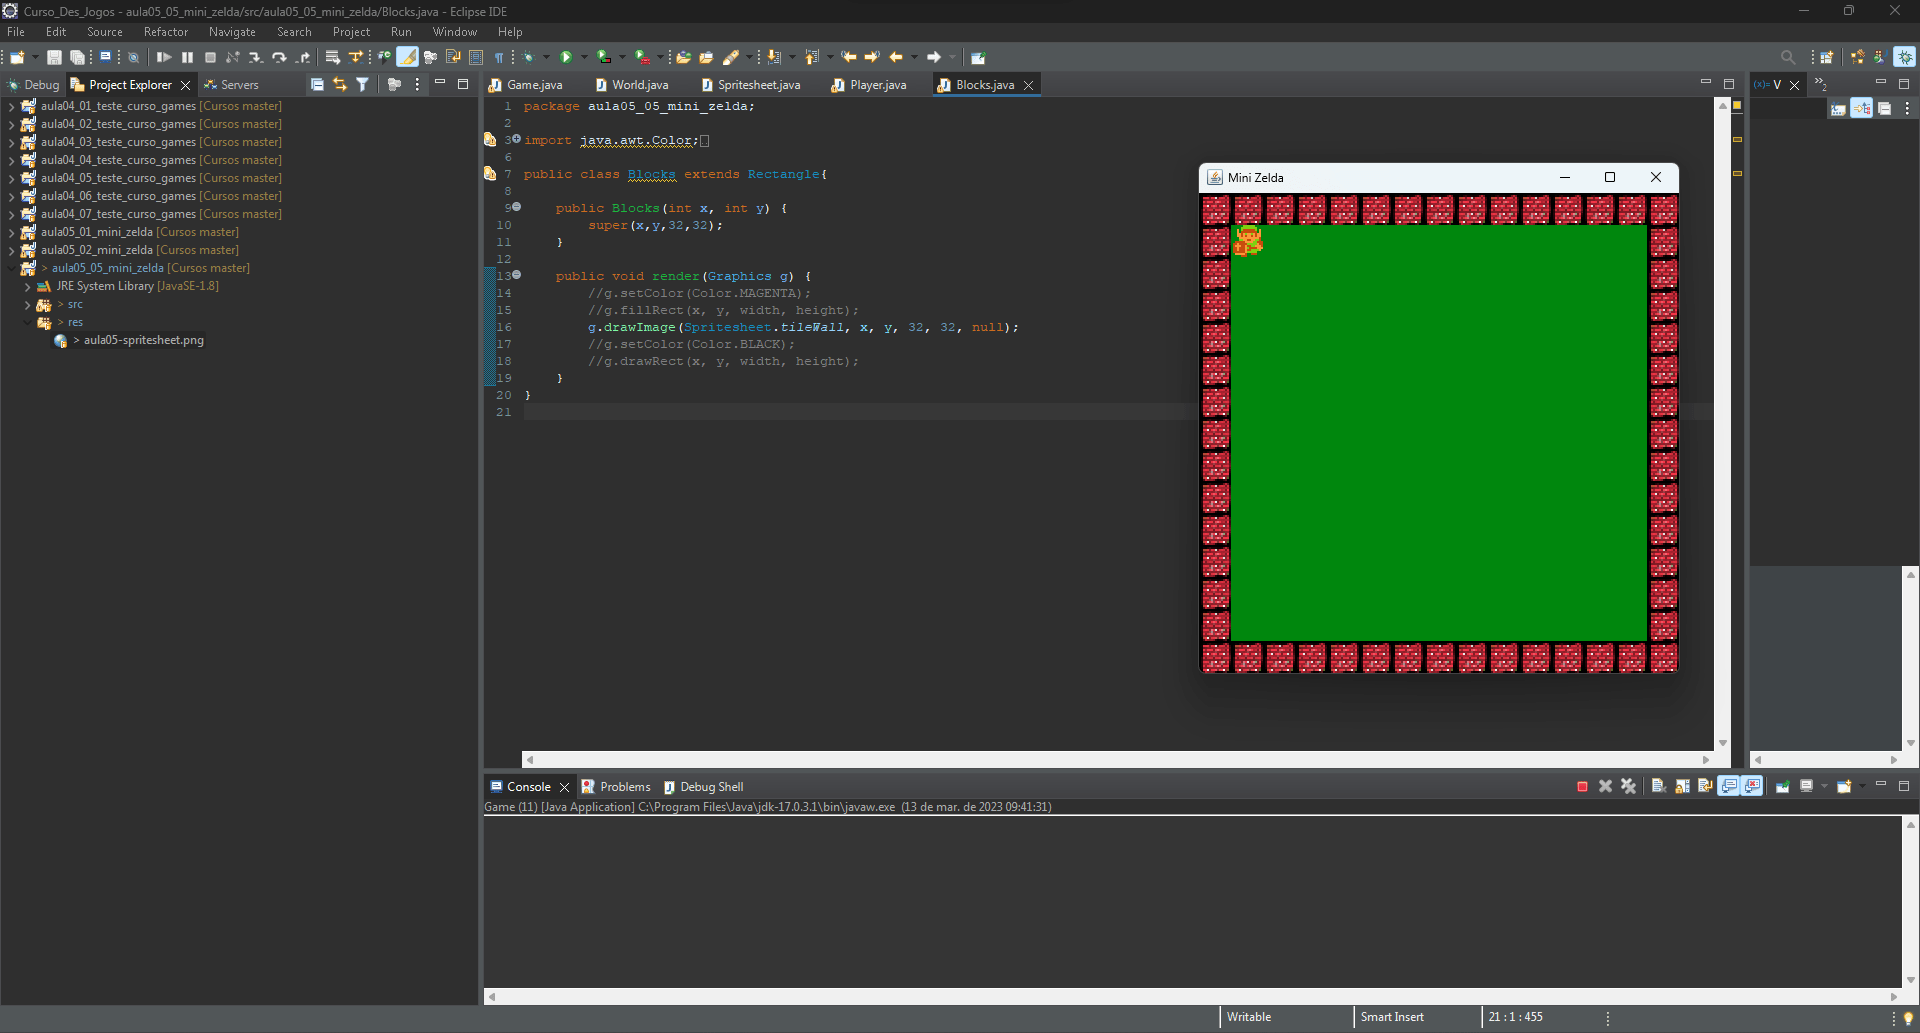 Curso_Des_Jogos - aula05_05_mini_zelda/src/aula05_05_mini_zelda/Blocks.java - Eclipse IDE
File Edit Source Refactor Navigate Search Project Run Window Help
Debug Project Explorer Servers
aula04_01_teste_curso_games [Cursos master]
aula04_02_teste_curso_games [Cursos master]
aula04_03_teste_curso_games [Cursos master]
aula04_04_teste_curso_games [Cursos master]
aula04_05_teste_curso_games [Cursos master]
aula04_06_teste_curso_games [Cursos master]
aula04_07_teste_curso_games [Cursos master]
aula05_01_mini_zelda [Cursos master]
aula05_02_mini_zelda [Cursos master]
> aula05_05_mini_zelda [Cursos master]
JRE System Library [JavaSE-1.8]
> src
> res
> aula05-spritesheet.png
Game.java World.java Spritesheet.java Player.java Blocks.java
1 package aula05_05_mini_zelda;
2
3 import java.awt.Color;
6
7 public class Blocks extends Rectangle{
8
9 public Blocks(int x, int y) {
10 super(x,y,32,32);
11 }
12
13 public void render(Graphics g) {
14 //g.setColor(Color.MAGENTA);
15 //g.fillRect(x, y, width, height);
16 g.drawImage(Spritesheet.tileWall, x, y, 32, 32, null);
17 //g.setColor(Color.BLACK);
18 //g.drawRect(x, y, width, height);
19 }
20 }
21
Mini Zelda
(x)= V
»2
Console Problems Debug Shell
Game (11) [Java Application] C:\Program Files\Java\jdk-17.0.3.1\bin\javaw.exe (13 de mar. de 2023 09:41:31)
Writable Smart Insert 21 : 1 : 455